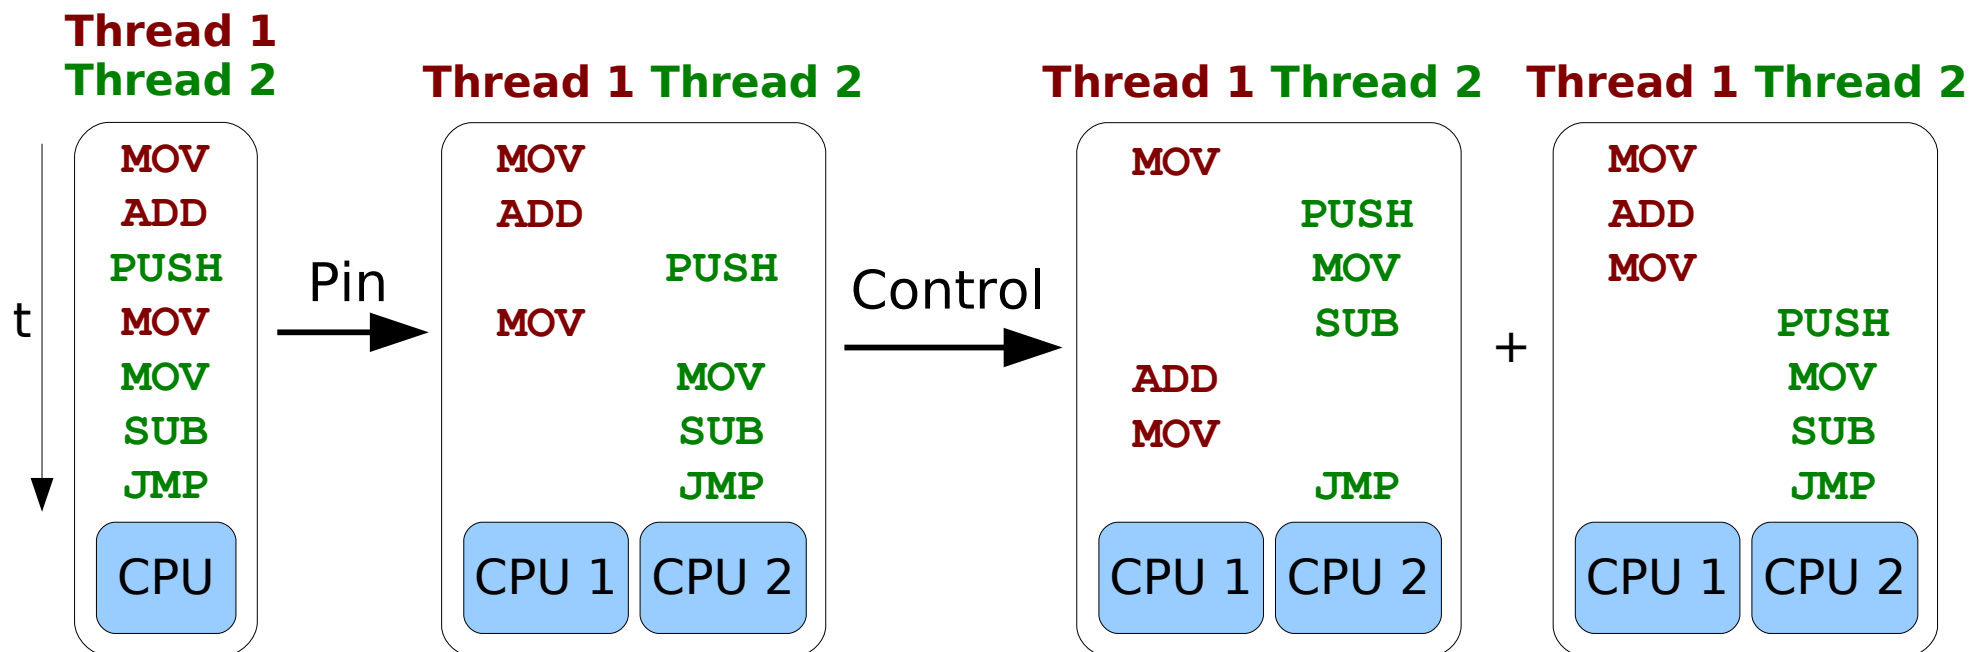 Thread 1
Thread 2
MOV
ADD
PUSH
MOV
MOV
SUB
JMP
CPU
t
Pin
Thread 1 Thread 2
MOV
ADD
PUSH
MOV
MOV
SUB
JMP
CPU 1 CPU 2
Control
Thread 1 Thread 2
MOV
PUSH
MOV
SUB
ADD
MOV
JMP
CPU 1 CPU 2
+
Thread 1 Thread 2
MOV
ADD
MOV
PUSH
MOV
SUB
JMP
CPU 1 CPU 2